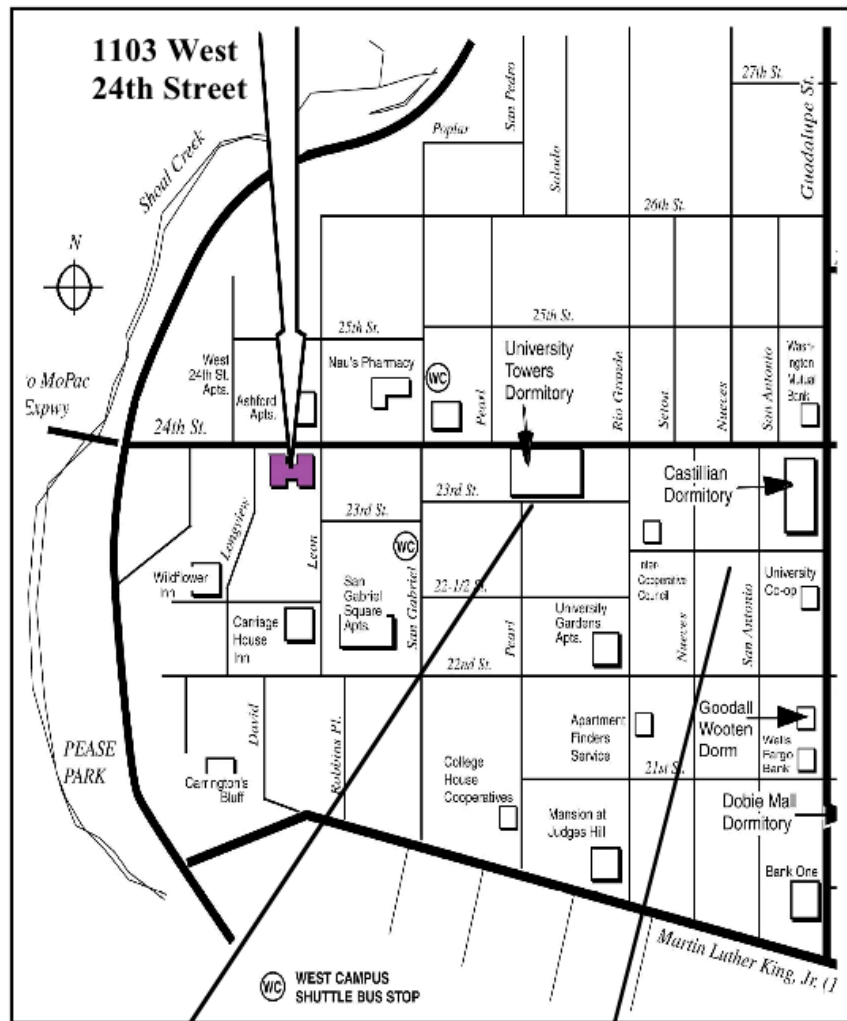 1103 West
24th Street
27th St.
San Pedro
Guadalupe St.
Poplar
Salado
Shoal Creek
26th St.
N
25th St.
25th St.
West
24th St.
Apts.
Nau's Pharmacy
WC
University
Towers
Dormitory
Wash-
ington
Mutual
Bank
Ashford
Apts.
Pearl
Rio Grande
Nueces
San Antonio
o MoPac
Expwy
24th St.
23rd St.
Castillian
Dormitory
23rd St.
Longview
Leon
WC
Wildflower
Inn
San
Gabriel
Square
Apts.
San Gabriel
22-1/2 St.
Inter-
Cooperative
Council
University
Co-op
Carriage
House
Inn
Pearl
University
Gardens
Apts.
Nueves
San Antonio
22nd St.
David
Robbins Pl.
Apartment
Finders
Service
Goodall
Wooten
Dorm
Wells
Fargo
Bank
PEASE
PARK
Carrington's
Bluff
College
House
Cooperatives
21st S.
Mansion at
Judges Hill
Dobie Mall
Dormitory
Bank One
Martin Luther King, Jr. (1
WC WEST CAMPUS
SHUTTLE BUS STOP